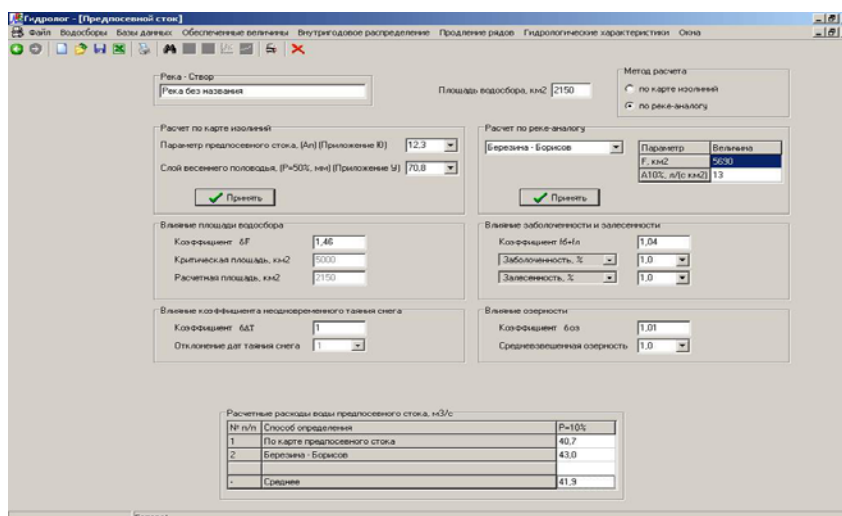 Гидролог - [Предпосевной сток]
Файл Водосборы Базы данных Обеспеченные величины Внутригодовое распределение Продление рядов Гидрологические характеристики Окна
Река - Створ
Река без названия
Площадь водосбора, км2 2150
Метод расчета
по карте изолиний
по реке-аналогу
Расчет по карте изолиний
Параметр предпосевного стока, (Ап) (Приложение Ю) 12,3
Слой весеннего половодья, (P=50%, мм) (Приложение У) 70,8
Принять
Расчет по реке-аналогу
Березина - Борисов
Параметр Величина
F, км2 5690
A10%, л/(с км2) 13
Принять
Влияние площади водосбора
Коэффициент δF 1,46
Критическая площадь, км2 5000
Расчетная площадь, км2 2150
Влияние заболоченности и залесенности
Коэффициент fб+fл 1,04
Заболоченность, % 1,0
Залесенность, % 1,0
Влияние коэффициента неодновременного таяния снега
Коэффициент δΔT 1
Отклонение дат таяния снега 1
Влияние озерности
Коэффициент δоз 1,01
Средневзвешенная озерность 1,0
Расчетные расходы воды предпосевного стока, м3/с
№ п/п Способ определения P=10%
1 По карте предпосевного стока 40,7
2 Березина - Борисов 43,0
- Среднее 41,9